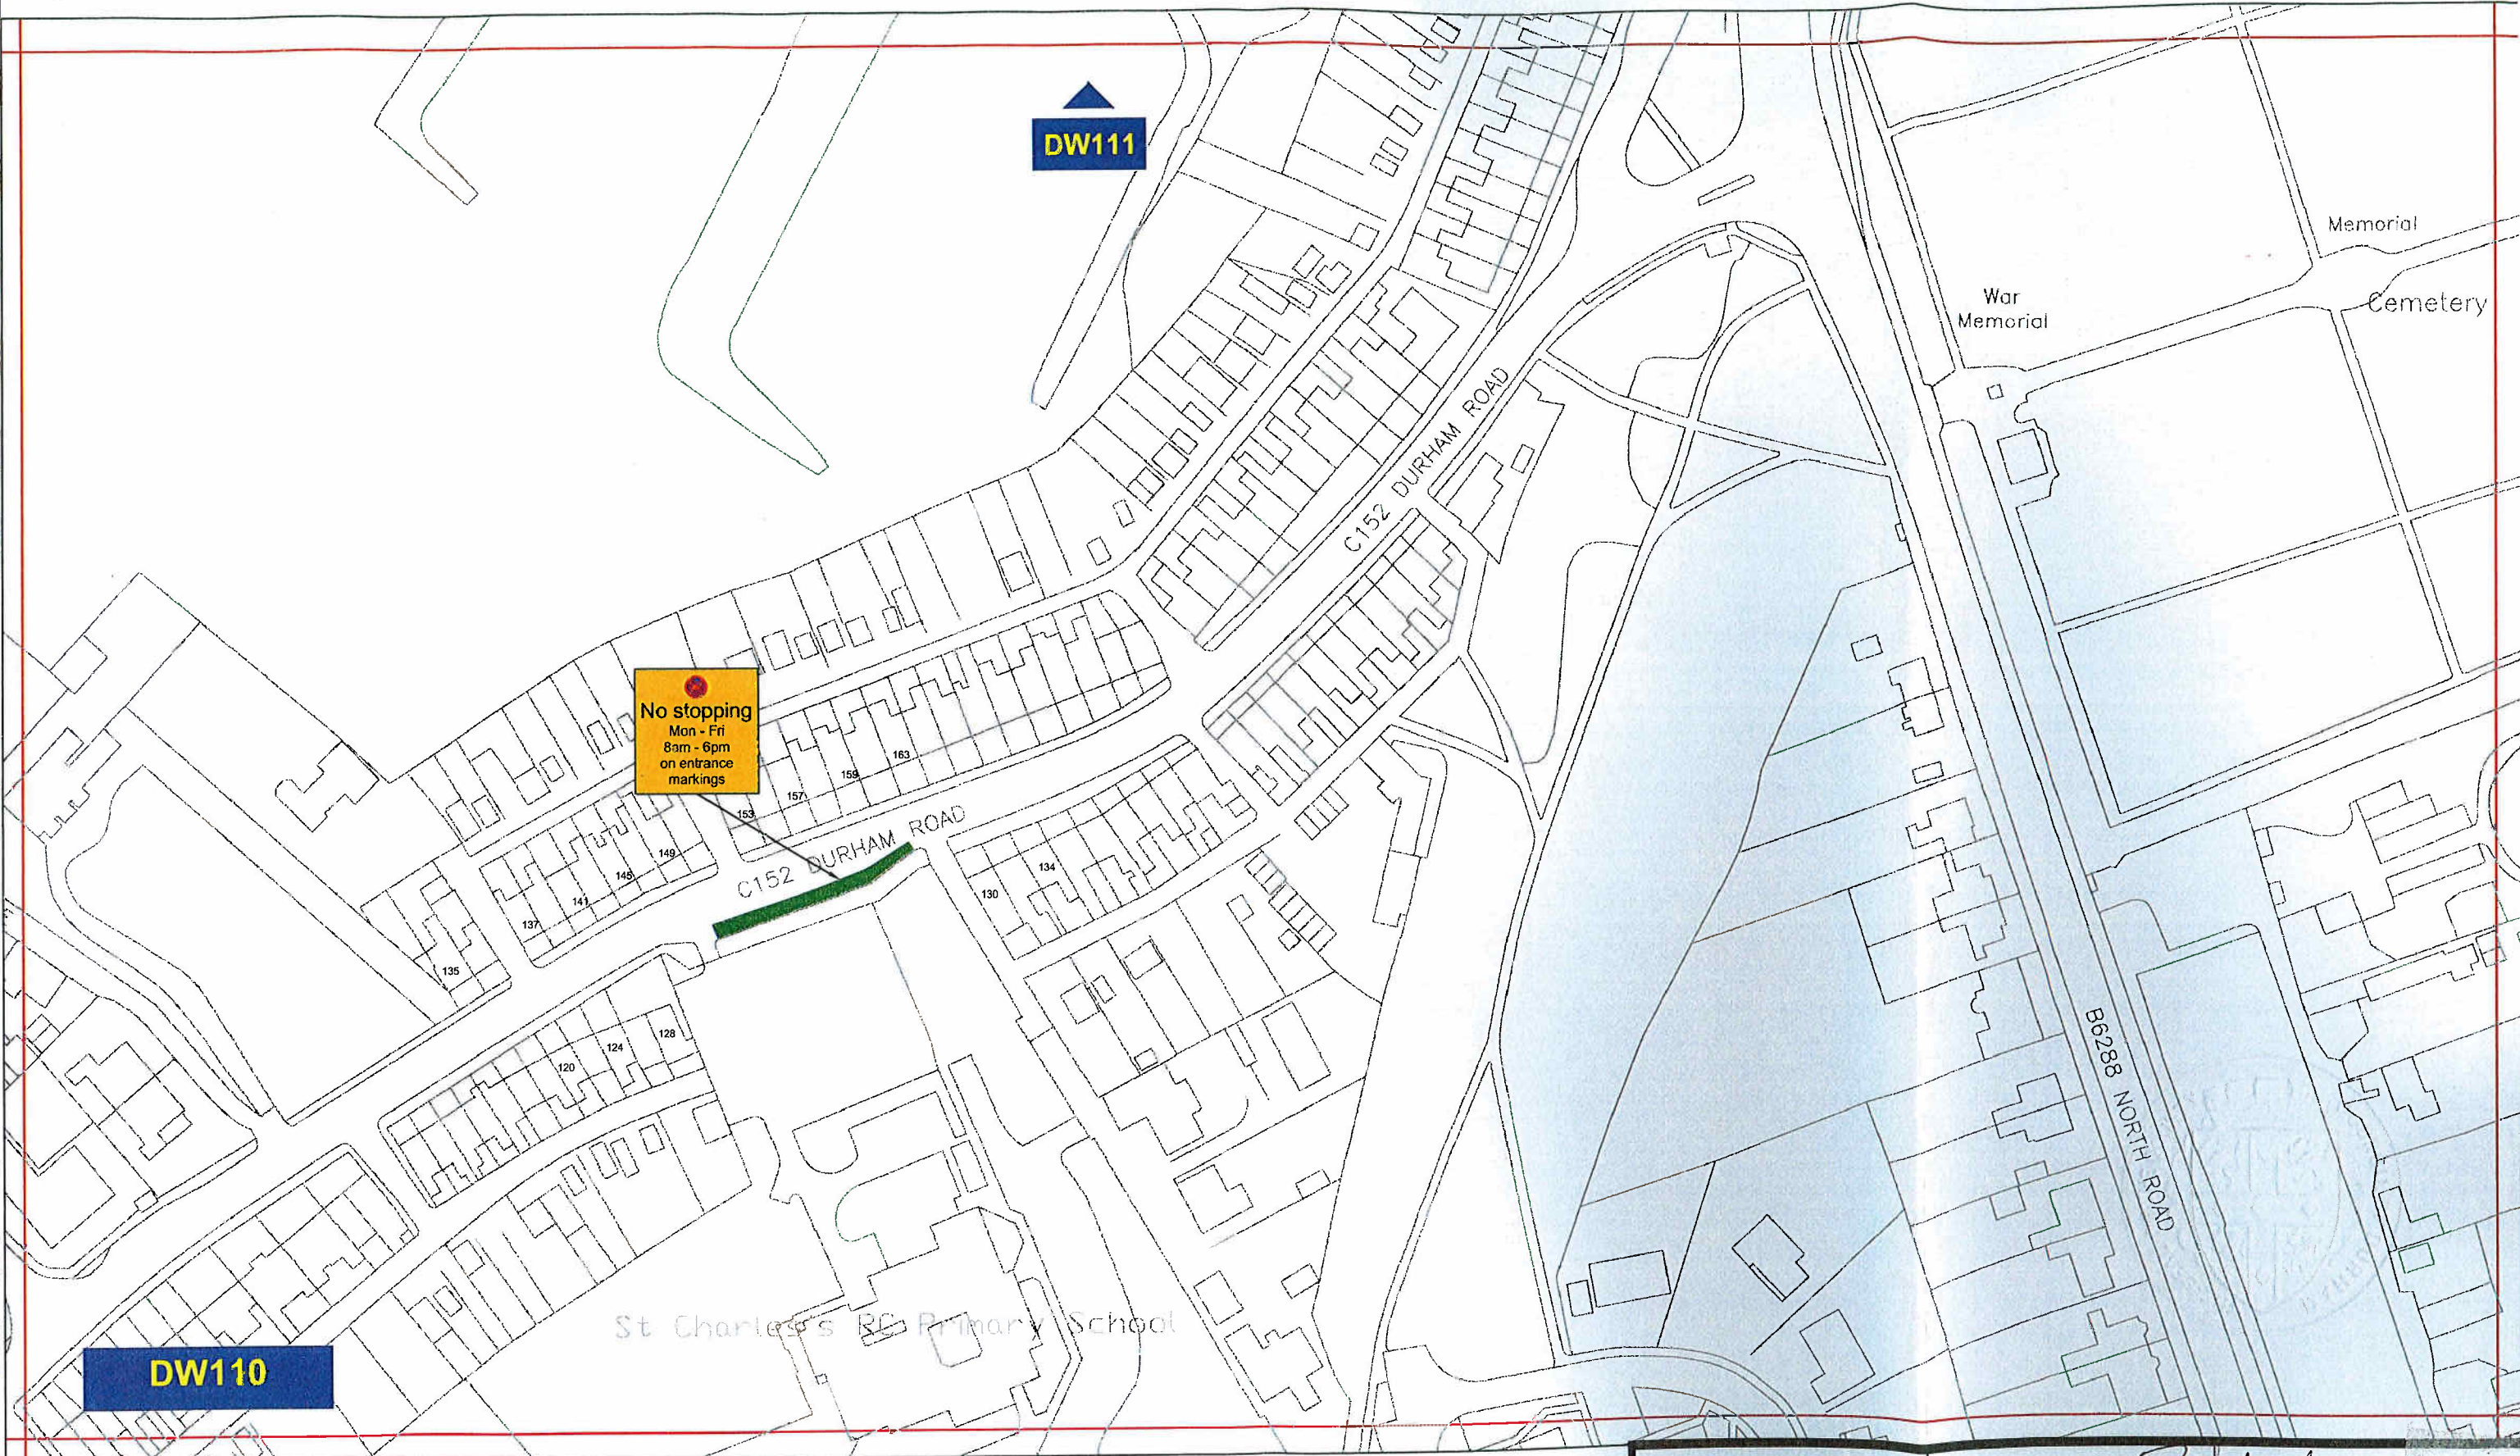 DW111
Memorial
War
Memorial
Cemetery
C152 DURHAM ROAD
No stopping
Mon - Fri
8am - 6pm
on entrance
markings
163
159
157
153
149
145
141
137
135
C152 DURHAM ROAD
134
130
128
124
120
B6288 NORTH ROAD
St Charles's RC Primary School
DW110